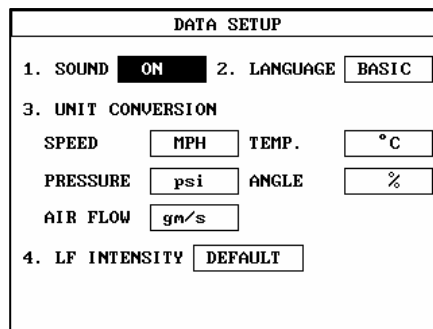 DATA SETUP
1. SOUND ON 2. LANGUAGE BASIC
3. UNIT CONVERSION
SPEED MPH TEMP. °C
PRESSURE psi ANGLE %
AIR FLOW gm/s
4. LF INTENSITY DEFAULT